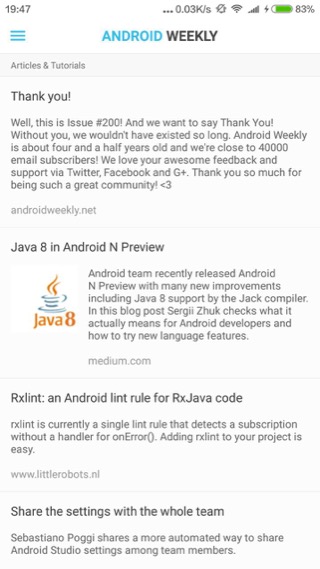 19:47 ... 0.03K/s 83%
ANDROID WEEKLY
Articles & Tutorials
Thank you!
Well, this is Issue #200! And we want to say Thank You!
Without you, we wouldn't have existed so long. Android Weekly
is about four and a half years old and we're close to 40000
email subscribers! We love your awesome feedback and
support via Twitter, Facebook and G+. Thank you so much for
being such a great community! <3
androidweekly.net
Java 8 in Android N Preview
Java8
Android team recently released Android
N Preview with many new improvements
including Java 8 support by the Jack compiler.
In this blog post Sergii Zhuk checks what it
actually means for Android developers and
how to try new language features.
medium.com
Rxlint: an Android lint rule for RxJava code
rxlint is currently a single lint rule that detects a subscription
without a handler for onError(). Adding rxlint to your project is
easy.
www.littlerobots.nl
Share the settings with the whole team
Sebastiano Poggi shares a more automated way to share
Android Studio settings among team members.